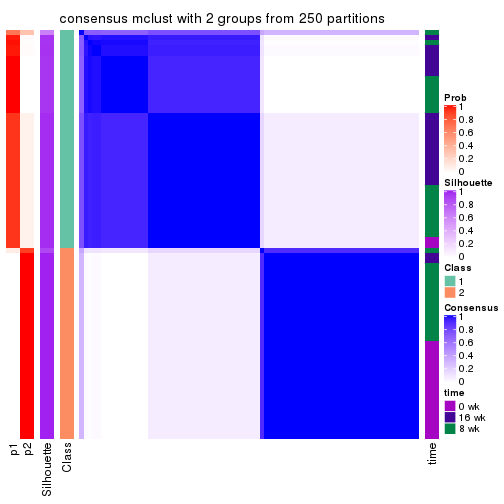 consensus mclust with 2 groups from 250 partitions
Prob
1
0.8
0.6
0.4
0.2
0
Silhouette
1
0.8
0.6
0.4
0.2
0
Class
1
2
Consensus
1
0.8
0.6
0.4
0.2
0
time
0 wk
16 wk
8 wk
p1
p2
Silhouette
Class
time